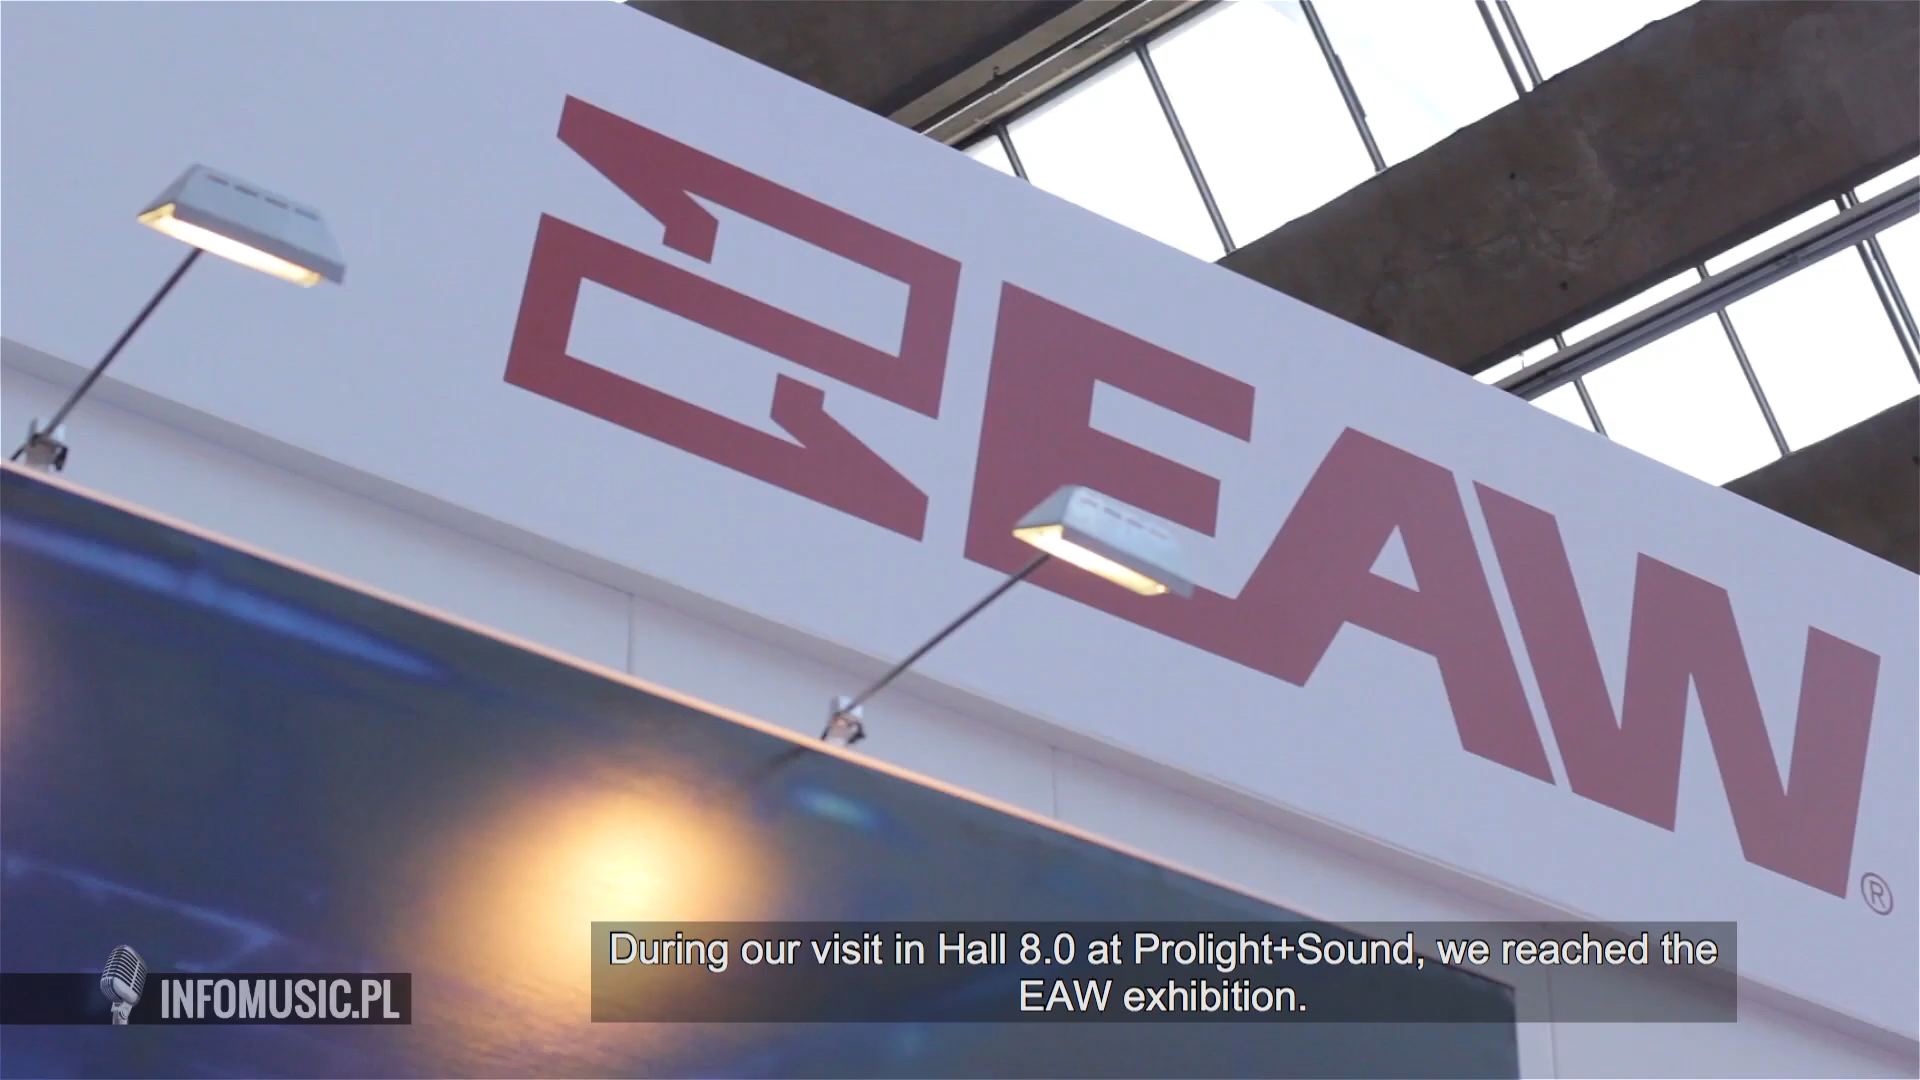 EAW
®
During our visit in Hall 8.0 at Prolight+Sound, we reached the
EAW exhibition.
INFOMUSIC.PL